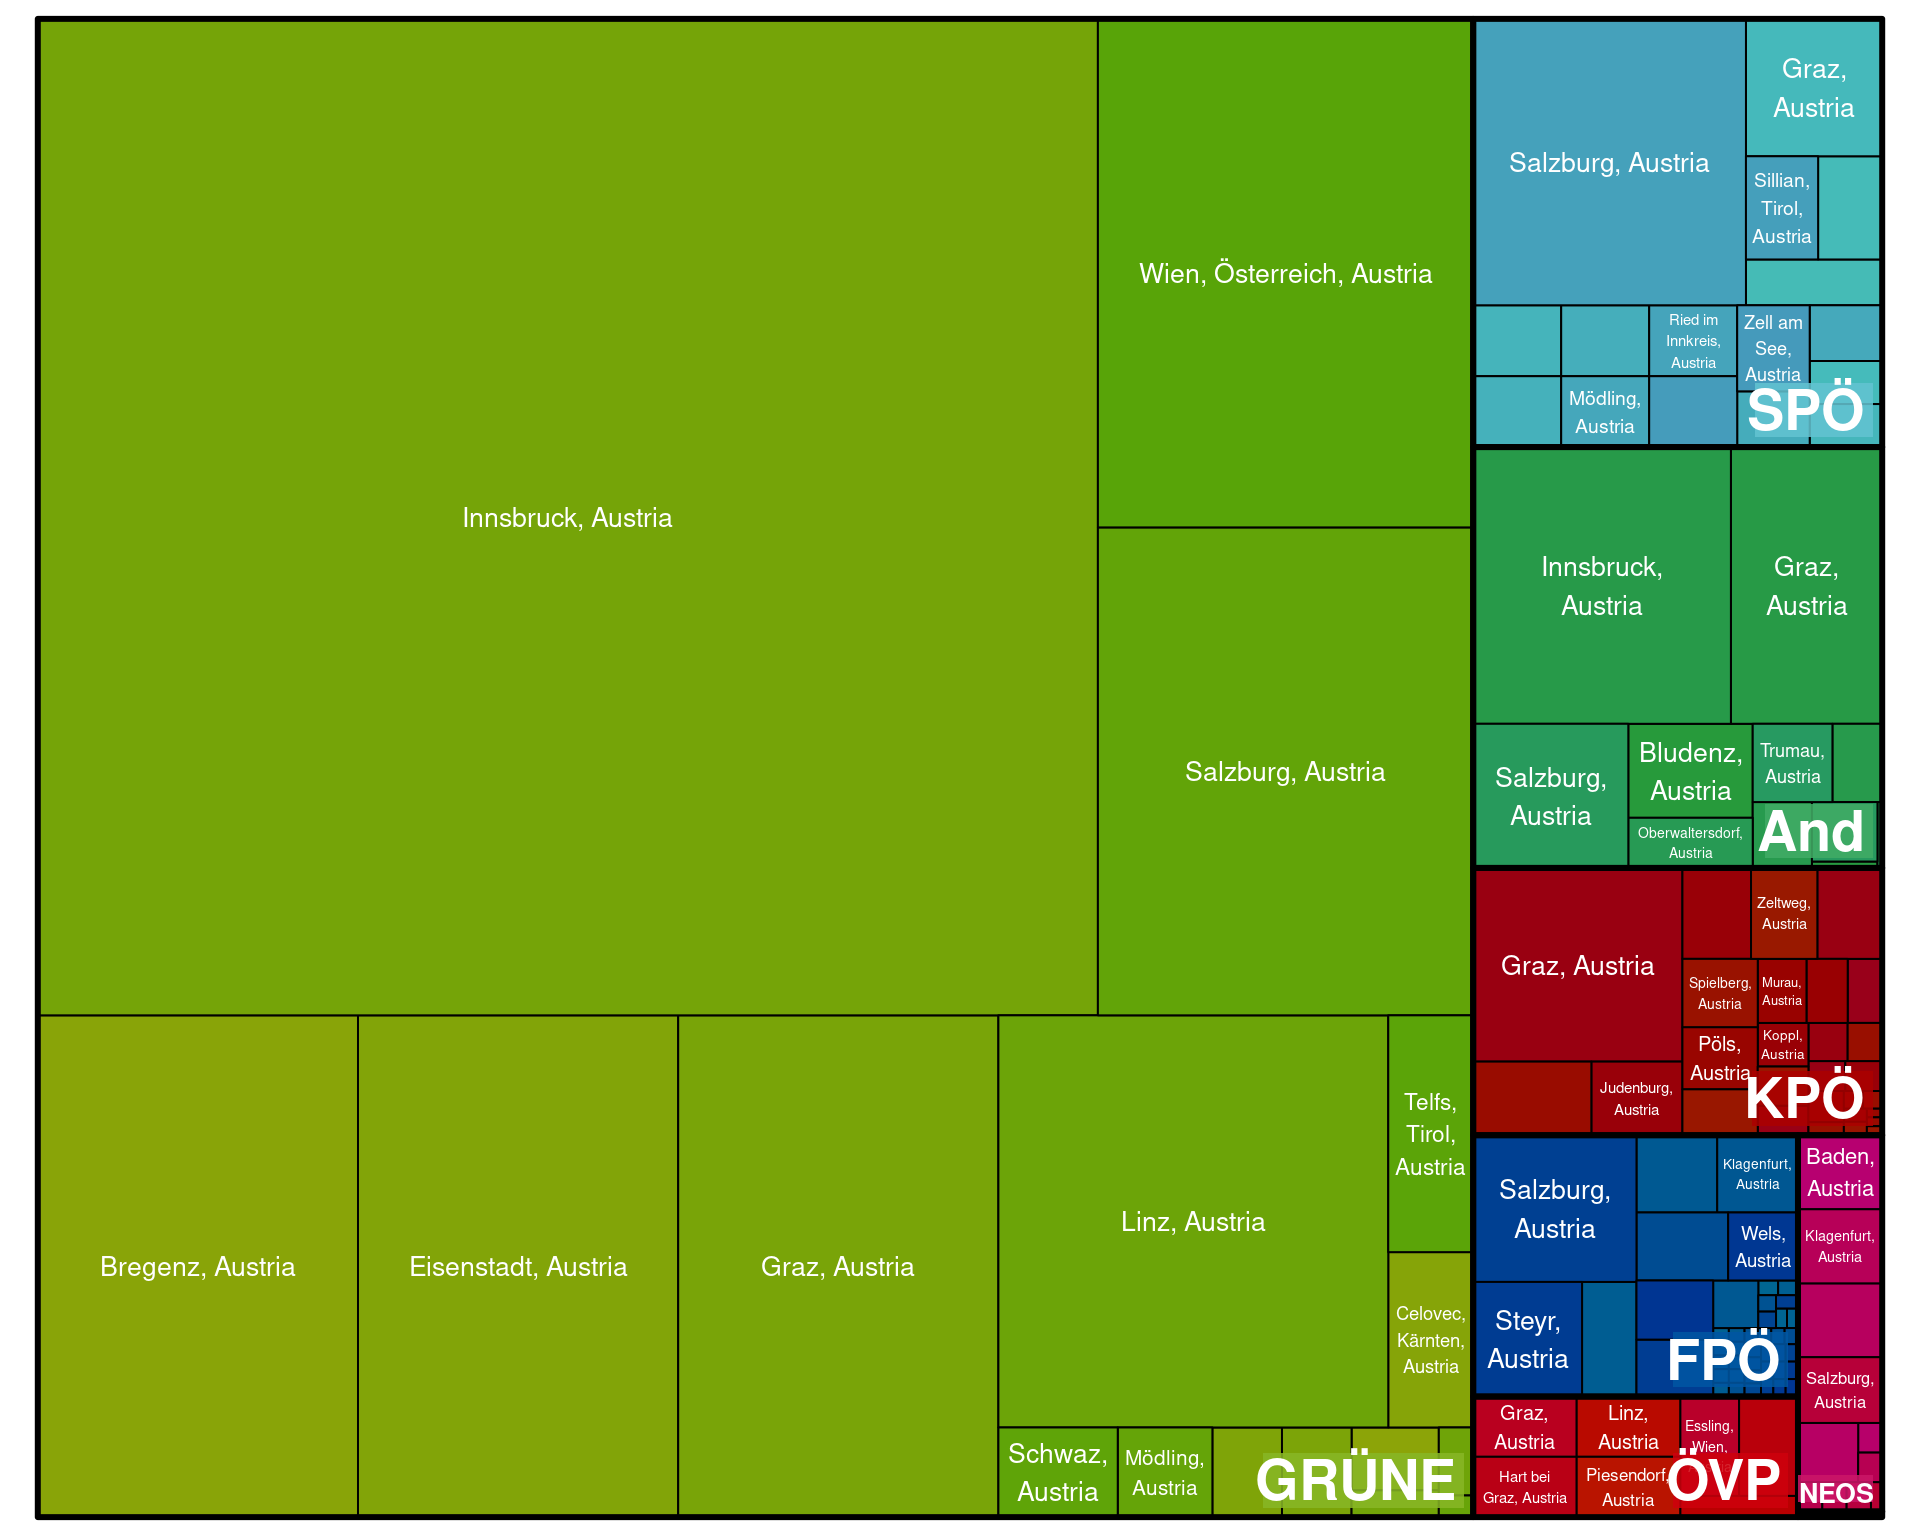 Innsbruck, Austria
Wien, Österreich, Austria
Salzburg, Austria
Bregenz, Austria
Eisenstadt, Austria
Graz, Austria
Linz, Austria
Telfs,
Tirol,
Austria
Celovec,
Kärnten,
Austria
Schwaz,
Austria
Mödling,
Austria
GRÜNE
Salzburg, Austria
Graz,
Austria
Sillian,
Tirol,
Austria
Ried im
Innkreis,
Austria
Zell am
See,
Austria
Mödling,
Austria
SPÖ
Innsbruck,
Austria
Graz,
Austria
Salzburg,
Austria
Bludenz,
Austria
Oberwaltersdorf,
Austria
Trumau,
Austria
And
Graz, Austria
Zeltweg,
Austria
Spielberg,
Austria
Murau,
Austria
Pöls,
Austria
Koppl,
Austria
Judenburg,
Austria
KPÖ
Salzburg,
Austria
Klagenfurt,
Austria
Wels,
Austria
Steyr,
Austria
FPÖ
Baden,
Austria
Klagenfurt,
Austria
Salzburg,
Austria
NEOS
Graz,
Austria
Linz,
Austria
Essling,
Wien,
Hart bei
Graz, Austria
Piesendorf,
Austria
ÖVP